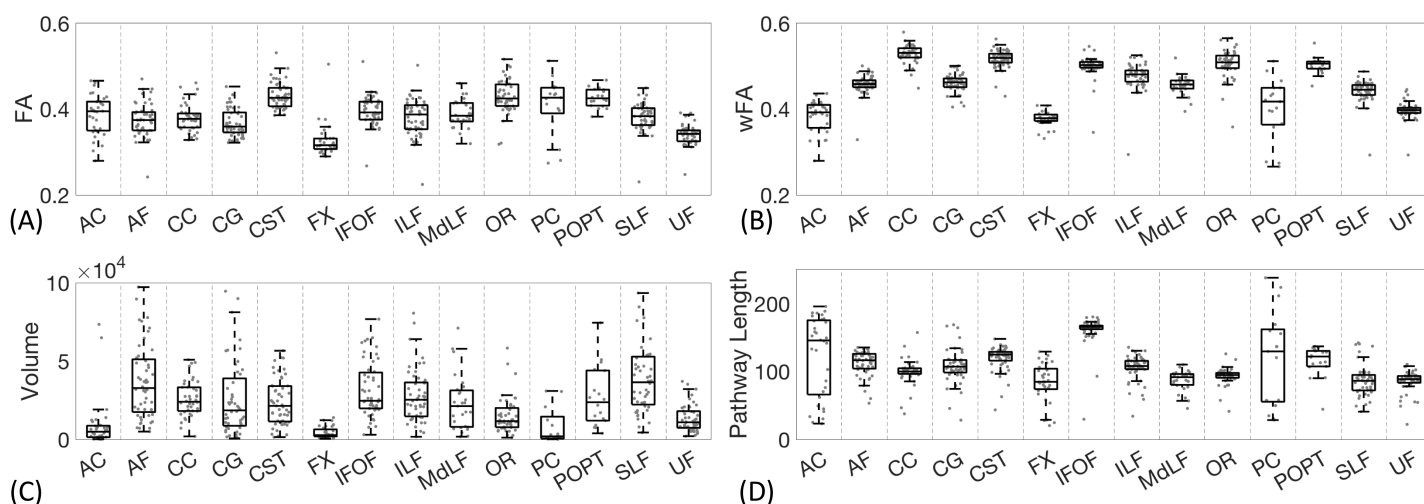 0.6
FA
0.4
0.2
AC AF CC CG CST FX IFOF ILF MdLF OR PC POPT SLF UF
(A)
0.6
wFA
0.4
0.2
AC AF CC CG CST FX IFOF ILF MdLF OR PC POPT SLF UF
(B)
×10⁴
10
Volume
5
0
AC AF CC CG CST FX IFOF ILF MdLF OR PC POPT SLF UF
(C)
Pathway Length
200
100
0
AC AF CC CG CST FX IFOF ILF MdLF OR PC POPT SLF UF
(D)